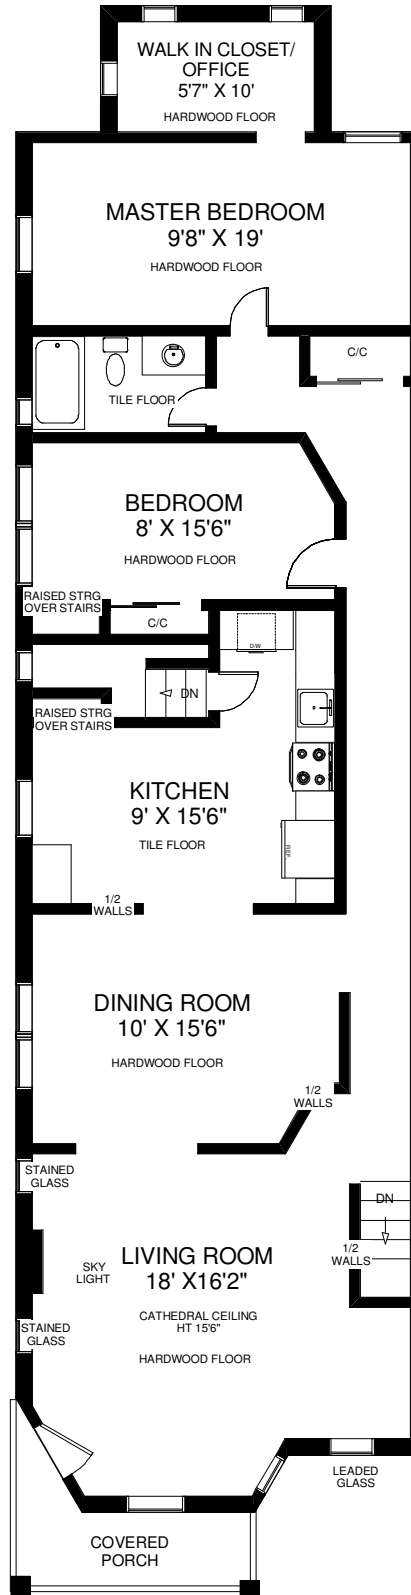 WALK IN CLOSET/
OFFICE
5'7" X 10'
HARDWOOD FLOOR
MASTER BEDROOM
9'8" X 19'
HARDWOOD FLOOR
C/C
TILE FLOOR
BEDROOM
8' X 15'6"
HARDWOOD FLOOR
RAISED STRG
OVER STAIRS
C/C
D/W
DN
RAISED STRG
OVER STAIRS
KITCHEN
9' X 15'6"
TILE FLOOR
REF.
1/2
WALLS
DINING ROOM
10' X 15'6"
HARDWOOD FLOOR
1/2
WALLS
STAINED
GLASS
DN
1/2
WALLS
LIVING ROOM
18' X16'2"
SKY
LIGHT
CATHEDRAL CEILING
HT 15'6"
STAINED
GLASS
HARDWOOD FLOOR
LEADED
GLASS
COVERED
PORCH